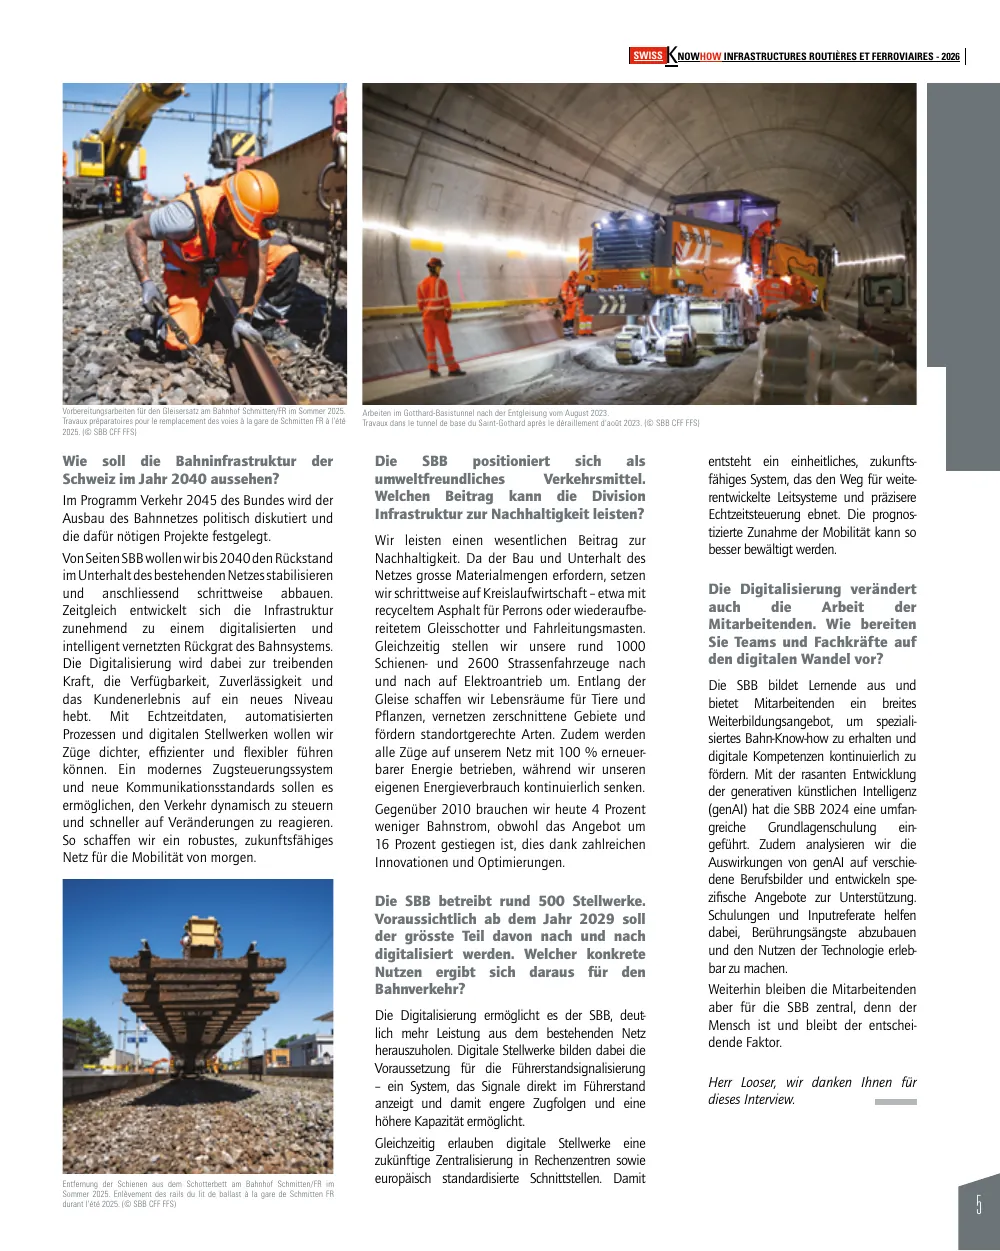 SWISS KNOWHOW INFRASTRUCTURES ROUTIÈRES ET FERROVIAIRES - 2026
Vorbereitungsarbeiten für den Gleisersatz am Bahnhof Schmitten/FR im Sommer 2025.
Travaux préparatoires pour le remplacement des voies à la gare de Schmitten FR à l'été
2025. (© SBB CFF FFS)
Arbeiten im Gotthard-Basistunnel nach der Entgleisung vom August 2023.
Travaux dans le tunnel de base du Saint-Gothard après le déraillement d'août 2023. (© SBB CFF FFS)
Wie soll die Bahninfrastruktur der
Schweiz im Jahr 2040 aussehen?
Im Programm Verkehr 2045 des Bundes wird der
Ausbau des Bahnnetzes politisch diskutiert und
die dafür nötigen Projekte festgelegt.
Von Seiten SBB wollen wir bis 2040 den Rückstand
im Unterhalt des bestehenden Netzes stabilisieren
und anschliessend schrittweise abbauen.
Zeitgleich entwickelt sich die Infrastruktur
zunehmend zu einem digitalisierten und
intelligent vernetzten Rückgrat des Bahnsystems.
Die Digitalisierung wird dabei zur treibenden
Kraft, die Verfügbarkeit, Zuverlässigkeit und
das Kundenerlebnis auf ein neues Niveau
hebt. Mit Echtzeitdaten, automatisierten
Prozessen und digitalen Stellwerken wollen wir
Züge dichter, effizienter und flexibler führen
können. Ein modernes Zugsteuerungssystem
und neue Kommunikationsstandards sollen es
ermöglichen, den Verkehr dynamisch zu steuern
und schneller auf Veränderungen zu reagieren.
So schaffen wir ein robustes, zukunftsfähiges
Netz für die Mobilität von morgen.
Entfernung der Schienen aus dem Schotterbett am Bahnhof Schmitten/FR im
Sommer 2025. Enlèvement des rails du lit de ballast à la gare de Schmitten FR
durant l'été 2025. (© SBB CFF FFS)
Die SBB positioniert sich als
umweltfreundliches Verkehrsmittel.
Welchen Beitrag kann die Division
Infrastruktur zur Nachhaltigkeit leisten?
Wir leisten einen wesentlichen Beitrag zur
Nachhaltigkeit. Da der Bau und Unterhalt des
Netzes grosse Materialmengen erfordern, setzen
wir schrittweise auf Kreislaufwirtschaft – etwa mit
recyceltem Asphalt für Perrons oder wiederaufbe-
reitetem Gleisschotter und Fahrleitungsmasten.
Gleichzeitig stellen wir unsere rund 1000
Schienen- und 2600 Strassenfahrzeuge nach
und nach auf Elektroantrieb um. Entlang der
Gleise schaffen wir Lebensräume für Tiere und
Pflanzen, vernetzen zerschnittene Gebiete und
fördern standortgerechte Arten. Zudem werden
alle Züge auf unserem Netz mit 100 % erneuer-
barer Energie betrieben, während wir unseren
eigenen Energieverbrauch kontinuierlich senken.
Gegenüber 2010 brauchen wir heute 4 Prozent
weniger Bahnstrom, obwohl das Angebot um
16 Prozent gestiegen ist, dies dank zahlreichen
Innovationen und Optimierungen.
Die SBB betreibt rund 500 Stellwerke.
Voraussichtlich ab dem Jahr 2029 soll
der grösste Teil davon nach und nach
digitalisiert werden. Welcher konkrete
Nutzen ergibt sich daraus für den
Bahnverkehr?
Die Digitalisierung ermöglicht es der SBB, deut-
lich mehr Leistung aus dem bestehenden Netz
herauszuholen. Digitale Stellwerke bilden dabei die
Voraussetzung für die Führerstandsignalisierung
– ein System, das Signale direkt im Führerstand
anzeigt und damit engere Zugfolgen und eine
höhere Kapazität ermöglicht.
Gleichzeitig erlauben digitale Stellwerke eine
zukünftige Zentralisierung in Rechenzentren sowie
europäisch standardisierte Schnittstellen. Damit
entsteht ein einheitliches, zukunfts-
fähiges System, das den Weg für weite-
rentwickelte Leitsysteme und präzisere
Echtzeitsteuerung ebnet. Die prognos-
tizierte Zunahme der Mobilität kann so
besser bewältigt werden.
Die Digitalisierung verändert
auch die Arbeit der
Mitarbeitenden. Wie bereiten
Sie Teams und Fachkräfte auf
den digitalen Wandel vor?
Die SBB bildet Lernende aus und
bietet Mitarbeitenden ein breites
Weiterbildungsangebot, um speziali-
siertes Bahn-Know-how zu erhalten und
digitale Kompetenzen kontinuierlich zu
fördern. Mit der rasanten Entwicklung
der generativen künstlichen Intelligenz
(genAI) hat die SBB 2024 eine umfan-
greiche Grundlagenschulung ein-
geführt. Zudem analysieren wir die
Auswirkungen von genAI auf verschie-
dene Berufsbilder und entwickeln spe-
zifische Angebote zur Unterstützung.
Schulungen und Inputreferate helfen
dabei, Berührungsängste abzubauen
und den Nutzen der Technologie erleb-
bar zu machen.
Weiterhin bleiben die Mitarbeitenden
aber für die SBB zentral, denn der
Mensch ist und bleibt der entschei-
dende Faktor.
Herr Looser, wir danken Ihnen für
dieses Interview.
5